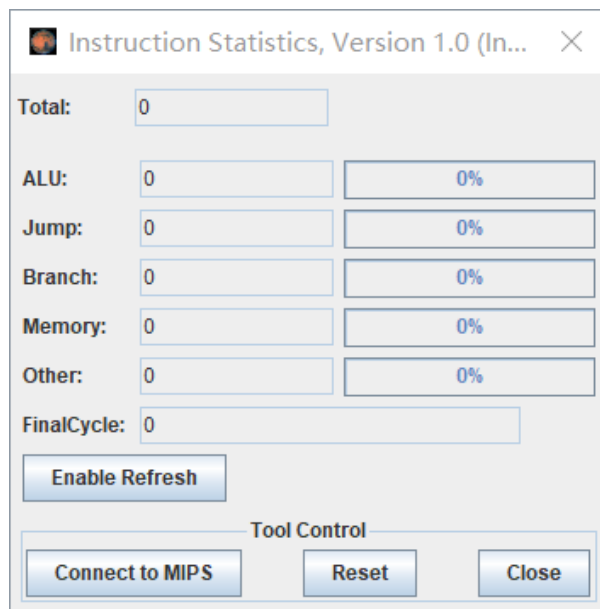 Instruction Statistics, Version 1.0 (In...
Total: 0
ALU: 0 0%
Jump: 0 0%
Branch: 0 0%
Memory: 0 0%
Other: 0 0%
FinalCycle: 0
Enable Refresh
Tool Control
Connect to MIPS Reset Close